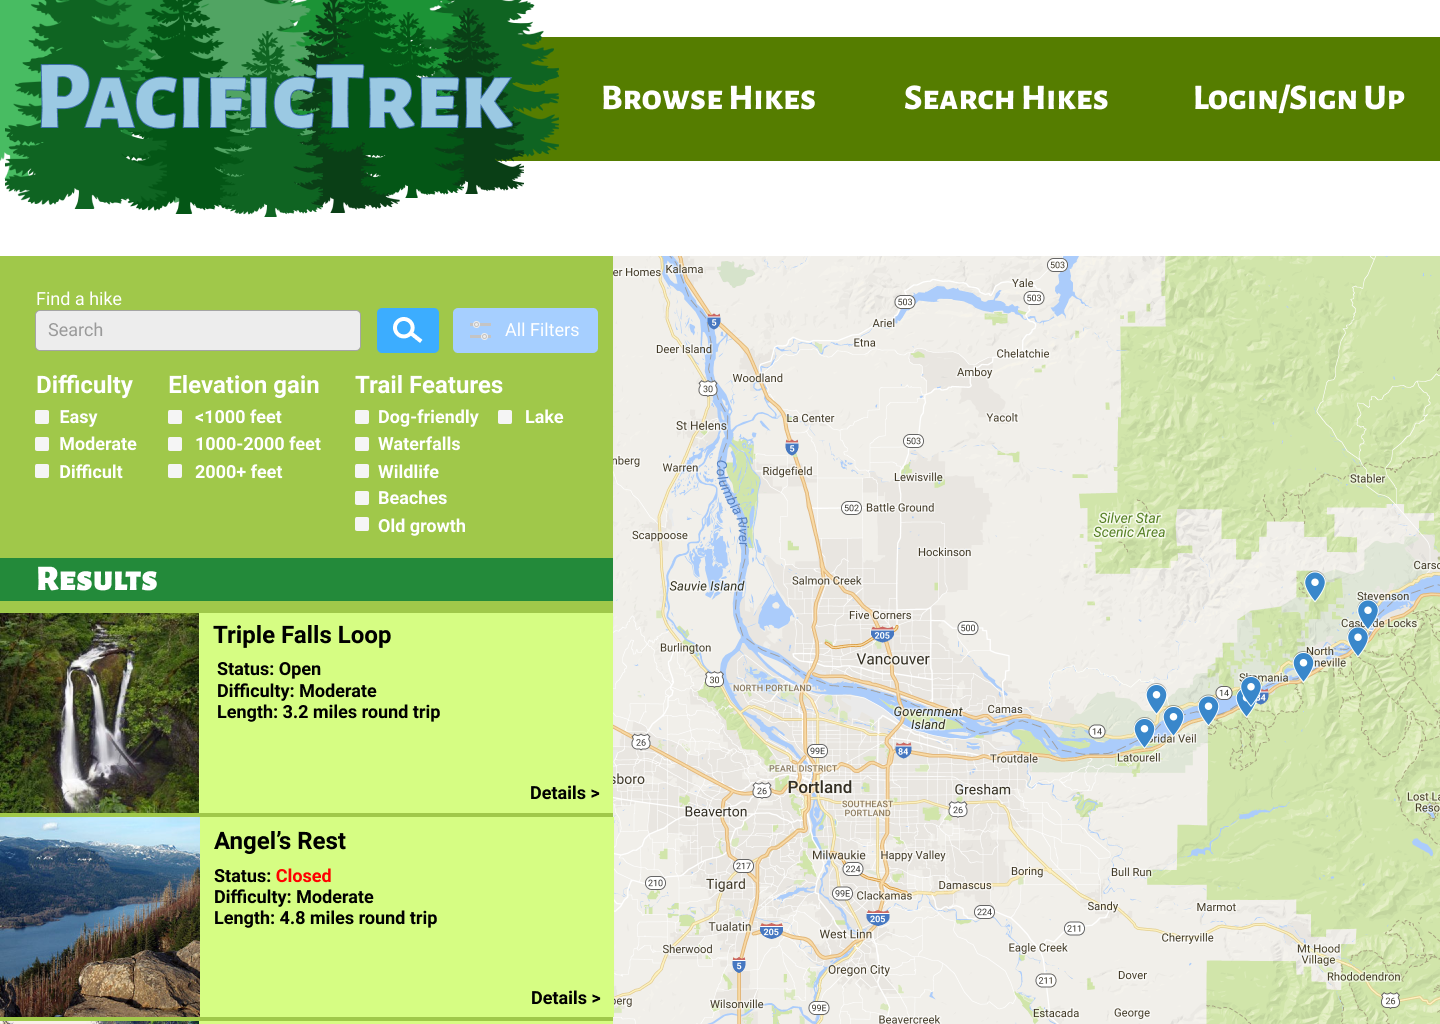 PacificTrek
Browse Hikes
Search Hikes
Login/Sign Up
Find a hike
Search
All Filters
Difficulty
Easy
Moderate
Difficult
Elevation gain
<1000 feet
1000-2000 feet
2000+ feet
Trail Features
Dog-friendly
Lake
Waterfalls
Wildlife
Beaches
Old growth
Results
Triple Falls Loop
Status: Open
Difficulty: Moderate
Length: 3.2 miles round trip
Details >
Angel's Rest
Status: Closed
Difficulty: Moderate
Length: 4.8 miles round trip
Details >
er Homes
Kalama
503
Yale
503
503
5
Ariel
Etna
Deer Island
Chelatchie
Woodland
Amboy
30
La Center
Yacolt
St Helens
503
5
nberg
Warren
Columbia River
Ridgefield
Lewisville
Stabler
502
Battle Ground
Silver Star
Scenic Area
Scappoose
Hockinson
Carso
Sauvie Island
Salmon Creek
Stevenson
Five Corners
Locks
205
500
Burlington
Vancouver
North
neville
30
NORTH PORTLAND
14
Government
Island
Camas
14
26
99E
84
Veil
Latourell
Troutdale
PEARL DISTRICT
sboro
26
Portland
Gresham
26
Beaverton
SOUTHEAST
PORTLAND
Lost La
Reso
Milwaukie
Happy Valley
217
224
Boring
Bull Run
210
Tigard
99E
Clackamas
Damascus
224
Sandy
Marmot
205
Tualatin
205
West Linn
211
Cherryville
Sherwood
Eagle Creek
Mt Hood
Village
5
Oregon City
211
Dover
Rhododendron
berg
Wilsonville
99E
Beavercreek
Estacada
George
26